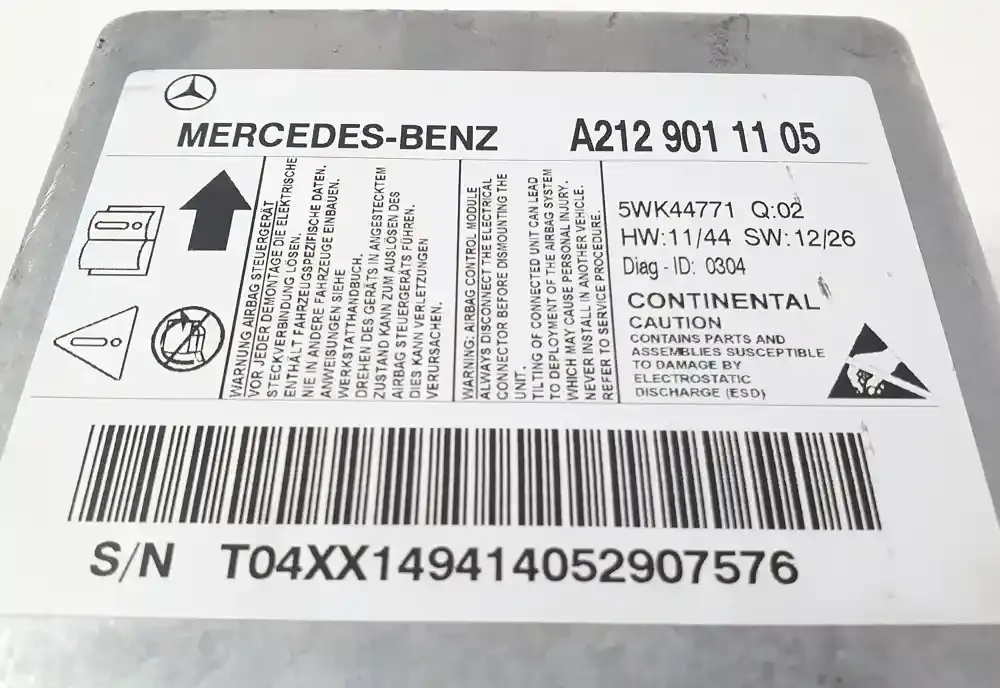 MERCEDES-BENZ
A212 901 11 05
WARNUNG AIRBAG STEUERGERÄT
VOR JEDER DEMONTAGE DIE ELEKTRISCHE
STECKVERBINDUNG LÖSEN.
ENTHÄLT FAHRZEUGSPEZIFISCHE DATEN.
NIE IN ANDERE FAHRZEUGE EINBAUEN.
ANWEISUNGEN SIEHE
WERKSTATTHANDBUCH.
DREHEN DES GERÄTS IN ANGESTECKTEM
ZUSTAND KANN ZUM AUSLÖSEN DES
AIRBAG STEUERGERÄTS FÜHREN.
DIES KANN VERLETZUNGEN
VERURSACHEN.
WARNING: AIRBAG CONTROL MODULE
ALWAYS DISCONNECT THE ELECTRICAL
CONNECTOR BEFORE DISMOUNTING THE
UNIT.
TILTING OF CONNECTED UNIT CAN LEAD
TO DEPLOYMENT OF THE AIRBAG SYSTEM
WHICH MAY CAUSE PERSONAL INJURY.
NEVER INSTALL IN ANOTHER VEHICLE.
REFER TO SERVICE PROCEDURE.
5WK44771 Q:02
HW:11/44 SW:12/26
Diag - ID: 0304
CONTINENTAL
CAUTION
CONTAINS PARTS AND
ASSEMBLIES SUSCEPTIBLE
TO DAMAGE BY
ELECTROSTATIC
DISCHARGE (ESD)
S/N T04XX149414052907576